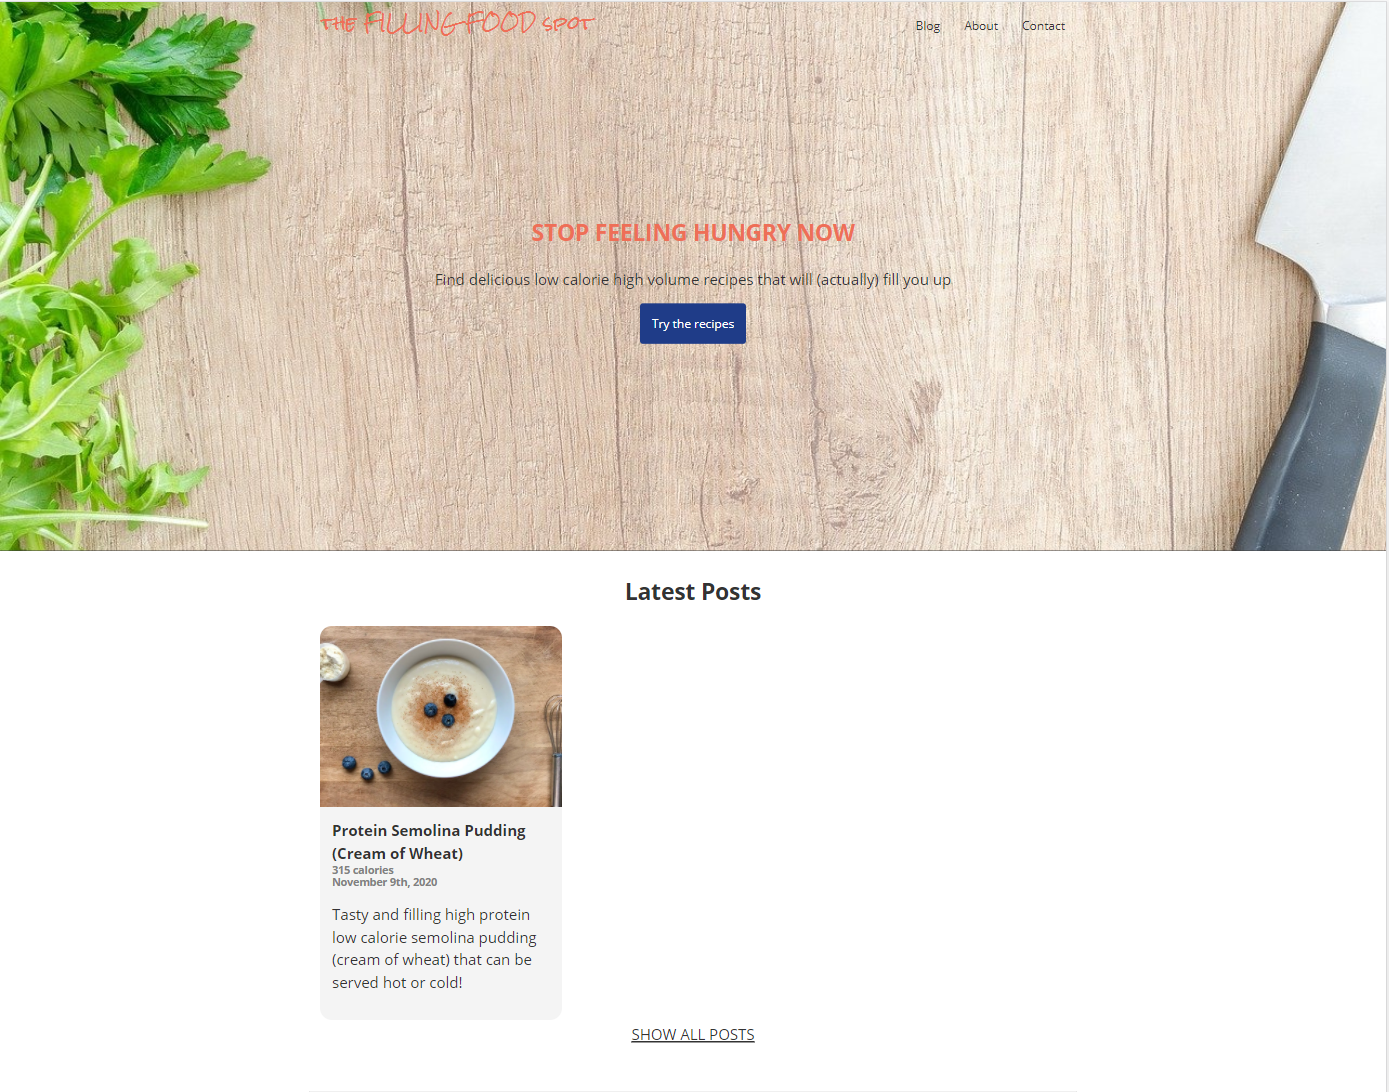 THE FILLING FOOD SPOT
Blog About Contact
STOP FEELING HUNGRY NOW
Find delicious low calorie high volume recipes that will (actually) fill you up
Try the recipes
Latest Posts
Protein Semolina Pudding
(Cream of Wheat)
315 calories
November 9th, 2020
Tasty and filling high protein
low calorie semolina pudding
(cream of wheat) that can be
served hot or cold!
SHOW ALL POSTS